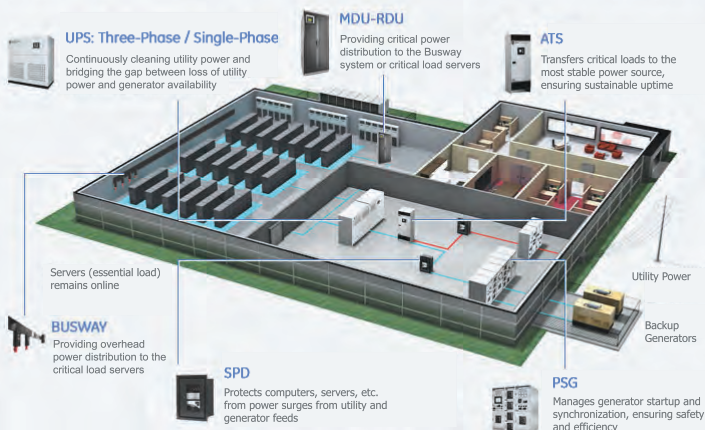 UPS: Three-Phase / Single-Phase
Continuously cleaning utility power and
bridging the gap between loss of utility
power and generator availability
MDU-RDU
Providing critical power
distribution to the Busway
system or critical load servers
ATS
Transfers critical loads to the
most stable power source,
ensuring sustainable uptime
Servers (essential load)
remains online
Utility Power
Backup
Generators
BUSWAY
Providing overhead
power distribution to the
critical load servers
SPD
Protects computers, servers, etc.
from power surges from utility and
generator feeds
PSG
Manages generator startup and
synchronization, ensuring safety
and efficiency